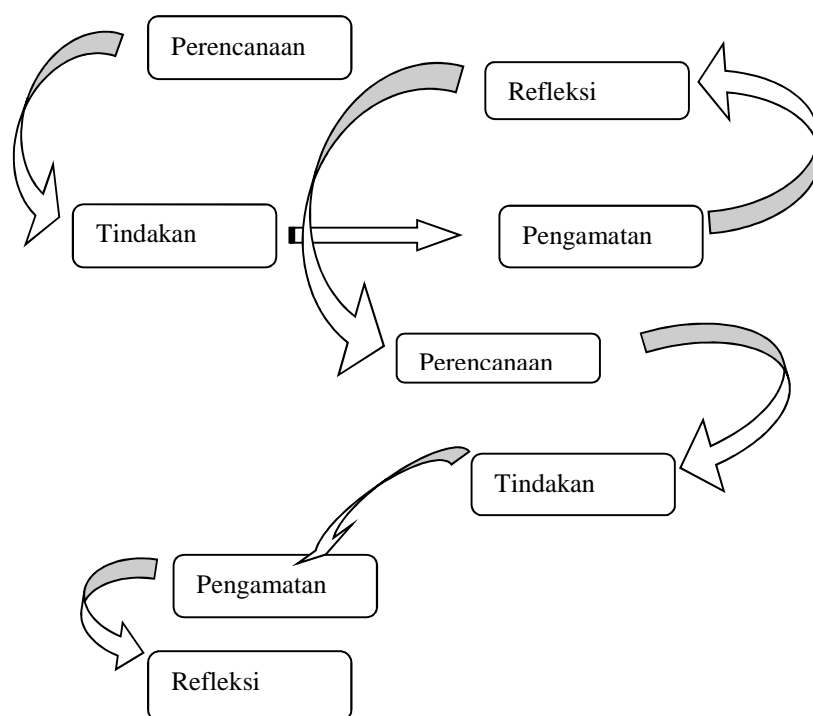 Perencanaan
Refleksi
Tindakan
Pengamatan
Perencanaan
Tindakan
Pengamatan
Refleksi